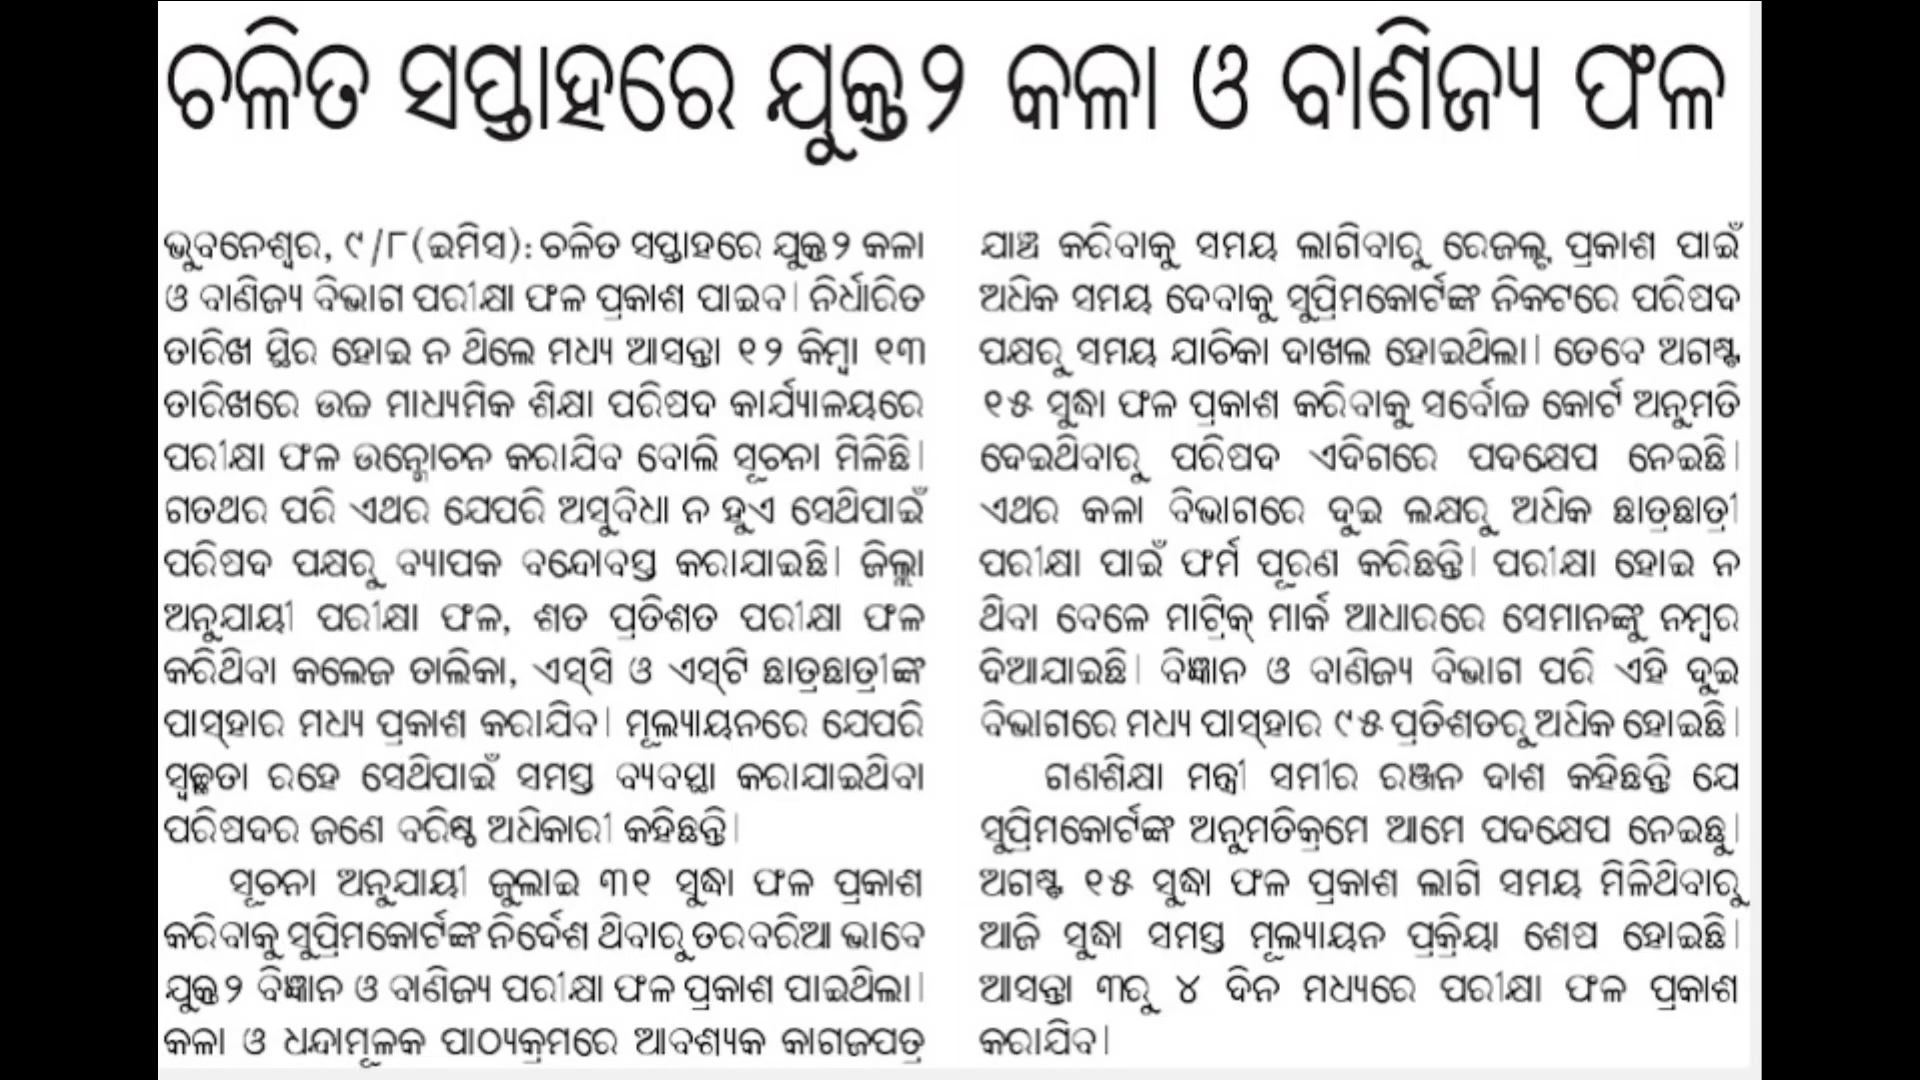 ଚଳିତ ସପ୍ତାହରେ ଯୁକ୍ତ୨ କଳା ଓ ବାଣିଜ୍ୟ ଫଳ
ଭୁବନେଶ୍ୱର, ୯/୮(ଇମିସ): ଚଳିତ ସପ୍ତାହରେ ଯୁକ୍ତ୨ କଳା
ଓ ବାଣିଜ୍ୟ ବିଭାଗ ପରୀକ୍ଷା ଫଳ ପ୍ରକାଶ ପାଇବ। ନିର୍ଧାରିତ
ତାରିଖ ସ୍ଥିର ହୋଇ ନ ଥିଲେ ମଧ୍ୟ ଆସନ୍ତା ୧୨ କିମ୍ବା ୧୩
ତାରିଖରେ ଉଚ୍ଚ ମାଧ୍ୟମିକ ଶିକ୍ଷା ପରିଷଦ କାର୍ଯ୍ୟାଳୟରେ
ପରୀକ୍ଷା ଫଳ ଉନ୍ମୋଚନ କରାଯିବ ବୋଲି ସୂଚନା ମିଳିଛି।
ଗତଥର ପରି ଏଥର ଯେପରି ଅସୁବିଧା ନ ହୁଏ ସେଥିପାଇଁ
ପରିଷଦ ପକ୍ଷରୁ ବ୍ୟାପକ ବନ୍ଦୋବସ୍ତ କରାଯାଇଛି। ଜିଲ୍ଲା
ଅନୁଯାୟୀ ପରୀକ୍ଷା ଫଳ, ଶତ ପ୍ରତିଶତ ପରୀକ୍ଷା ଫଳ
କରିଥିବା କଲେଜ ତାଲିକା, ଏସ୍‌ସି ଓ ଏସ୍‌ଟି ଛାତ୍ରଛାତ୍ରୀଙ୍କ
ପାସ୍‌ହାର ମଧ୍ୟ ପ୍ରକାଶ କରାଯିବ। ମୂଲ୍ୟାୟନରେ ଯେପରି
ସ୍ୱଚ୍ଛତା ରହେ ସେଥିପାଇଁ ସମସ୍ତ ବ୍ୟବସ୍ଥା କରାଯାଇଥିବା
ପରିଷଦର ଜଣେ ବରିଷ୍ଠ ଅଧିକାରୀ କହିଛନ୍ତି।
ସୂଚନା ଅନୁଯାୟୀ ଜୁଲାଇ ୩୧ ସୁଦ୍ଧା ଫଳ ପ୍ରକାଶ
କରିବାକୁ ସୁପ୍ରିମକୋର୍ଟଙ୍କ ନିର୍ଦେଶ ଥିବାରୁ ତରବରିଆ ଭାବେ
ଯୁକ୍ତ୨ ବିଜ୍ଞାନ ଓ ବାଣିଜ୍ୟ ପରୀକ୍ଷା ଫଳ ପ୍ରକାଶ ପାଇଥିଲା।
କଳା ଓ ଧନ୍ଦାମୂଳକ ପାଠ୍ୟକ୍ରମରେ ଆବଶ୍ୟକ କାଗଜପତ୍ର
ଯାଞ୍ଚ କରିବାକୁ ସମୟ ଲାଗିବାରୁ ରେଜଲ୍ଟ ପ୍ରକାଶ ପାଇଁ
ଅଧିକ ସମୟ ଦେବାକୁ ସୁପ୍ରିମକୋର୍ଟଙ୍କ ନିକଟରେ ପରିଷଦ
ପକ୍ଷରୁ ସମୟ ଯାଚିକା ଦାଖଲ ହୋଇଥିଲା। ତେବେ ଅଗଷ୍ଟ
୧୫ ସୁଦ୍ଧା ଫଳ ପ୍ରକାଶ କରିବାକୁ ସର୍ବୋଚ୍ଚ କୋର୍ଟ ଅନୁମତି
ଦେଇଥିବାରୁ ପରିଷଦ ଏଦିଗରେ ପଦକ୍ଷେପ ନେଇଛି।
ଏଥର କଳା ବିଭାଗରେ ଦୁଇ ଲକ୍ଷରୁ ଅଧିକ ଛାତ୍ରଛାତ୍ରୀ
ପରୀକ୍ଷା ପାଇଁ ଫର୍ମ ପୂରଣ କରିଛନ୍ତି। ପରୀକ୍ଷା ହୋଇ ନ
ଥିବା ବେଳେ ମାଟ୍ରିକ୍ ମାର୍କ ଆଧାରରେ ସେମାନଙ୍କୁ ନମ୍ବର
ଦିଆଯାଇଛି। ବିଜ୍ଞାନ ଓ ବାଣିଜ୍ୟ ବିଭାଗ ପରି ଏହି ଦୁଇ
ବିଭାଗରେ ମଧ୍ୟ ପାସ୍‌ହାର ୯୫ ପ୍ରତିଶତରୁ ଅଧିକ ହୋଇଛି।
ଗଣଶିକ୍ଷା ମନ୍ତ୍ରୀ ସମୀର ରଞ୍ଜନ ଦାଶ କହିଛନ୍ତି ଯେ
ସୁପ୍ରିମକୋର୍ଟଙ୍କ ଅନୁମତିକ୍ରମେ ଆମେ ପଦକ୍ଷେପ ନେଇଛୁ।
ଅଗଷ୍ଟ ୧୫ ସୁଦ୍ଧା ଫଳ ପ୍ରକାଶ ଲାଗି ସମୟ ମିଳିଥିବାରୁ
ଆଜି ସୁଦ୍ଧା ସମସ୍ତ ମୂଲ୍ୟାୟନ ପ୍ରକ୍ରିୟା ଶେଷ ହୋଇଛି।
ଆସନ୍ତା ୩ରୁ ୪ ଦିନ ମଧ୍ୟରେ ପରୀକ୍ଷା ଫଳ ପ୍ରକାଶ
କରାଯିବ।